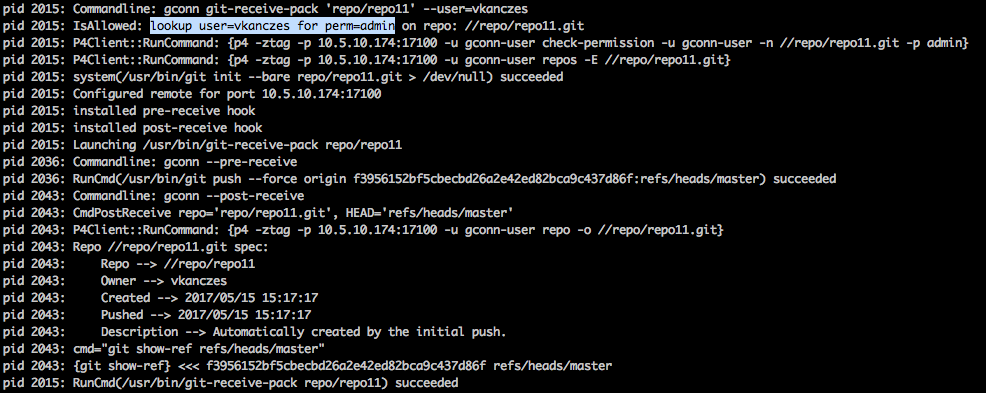 pid 2015: Commandline: gconn git-receive-pack 'repo/repo11' --user=vkanczes
pid 2015: IsAllowed: lookup user=vkanczes for perm=admin on repo: //repo/repo11.git
pid 2015: P4Client::RunCommand: {p4 -ztag -p 10.5.10.174:17100 -u gconn-user check-permission -u gconn-user -n //repo/repo11.git -p admin}
pid 2015: P4Client::RunCommand: {p4 -ztag -p 10.5.10.174:17100 -u gconn-user repos -E //repo/repo11.git}
pid 2015: system(/usr/bin/git init --bare repo/repo11.git > /dev/null) succeeded
pid 2015: Configured remote for port 10.5.10.174:17100
pid 2015: installed pre-receive hook
pid 2015: installed post-receive hook
pid 2015: Launching /usr/bin/git-receive-pack repo/repo11
pid 2036: Commandline: gconn --pre-receive
pid 2036: RunCmd(/usr/bin/git push --force origin f3956152bf5cbecbd26a2e42ed82bca9c437d86f:refs/heads/master) succeeded
pid 2043: Commandline: gconn --post-receive
pid 2043: CmdPostReceive repo='repo/repo11.git', HEAD='refs/heads/master'
pid 2043: P4Client::RunCommand: {p4 -ztag -p 10.5.10.174:17100 -u gconn-user repo -o //repo/repo11.git}
pid 2043: Repo //repo/repo11.git spec:
pid 2043:     Repo --> //repo/repo11
pid 2043:     Owner --> vkanczes
pid 2043:     Created --> 2017/05/15 15:17:17
pid 2043:     Pushed --> 2017/05/15 15:17:17
pid 2043:     Description --> Automatically created by the initial push.
pid 2043: cmd="git show-ref refs/heads/master"
pid 2043: {git show-ref} <<< f3956152bf5cbecbd26a2e42ed82bca9c437d86f refs/heads/master
pid 2015: RunCmd(/usr/bin/git-receive-pack repo/repo11) succeeded